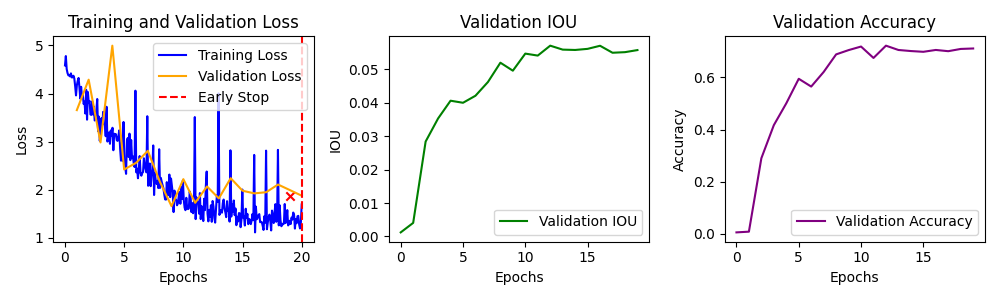 Training and Validation Loss
Loss
5
4
3
2
1
0
5
10
15
20
Epochs
Training Loss
Validation Loss
Early Stop
Validation IOU
IOU
0.05
0.04
0.03
0.02
0.01
0.00
0
5
10
15
Epochs
Validation IOU
Validation Accuracy
Accuracy
0.6
0.4
0.2
0.0
0
5
10
15
Epochs
Validation Accuracy